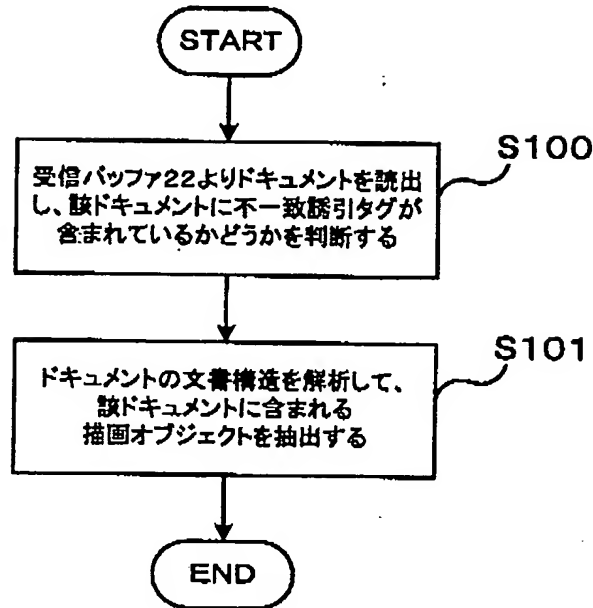 START
受信バッファ22よりドキュメントを読出
し、該ドキュメントに不一致誘引タグが
含まれているかどうかを判断する
S100
ドキュメントの文書構造を解析して、
該ドキュメントに含まれる
描画オブジェクトを抽出する
S101
END